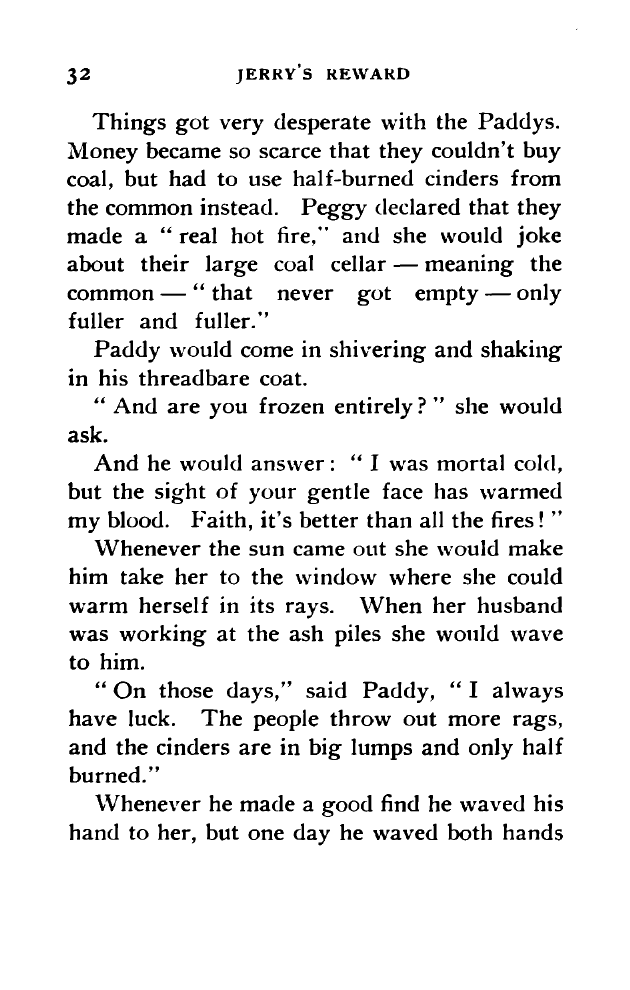 32 JERRY'S REWARD
Things got very desperate with the Paddys.
Money became so scarce that they couldn't buy
coal, but had to use half-burned cinders from
the common instead. Peggy declared that they
made a " real hot fire," and she would joke
about their large coal cellar — meaning the
common — " that never got empty — only
fuller and fuller."
Paddy would come in shivering and shaking
in his threadbare coat.
" And are you frozen entirely ? " she would
ask.
And he would answer : " I was mortal cold,
but the sight of your gentle face has warmed
my blood. Faith, it's better than all the fires ! "
Whenever the sun came out she would make
him take her to the window where she could
warm herself in its rays. When her husband
was working at the ash piles she would wave
to him.
" On those days," said Paddy, " I always
have luck. The people throw out more rags,
and the cinders are in big lumps and only half
burned."
Whenever he made a good find he waved his
hand to her, but one day he waved both hands